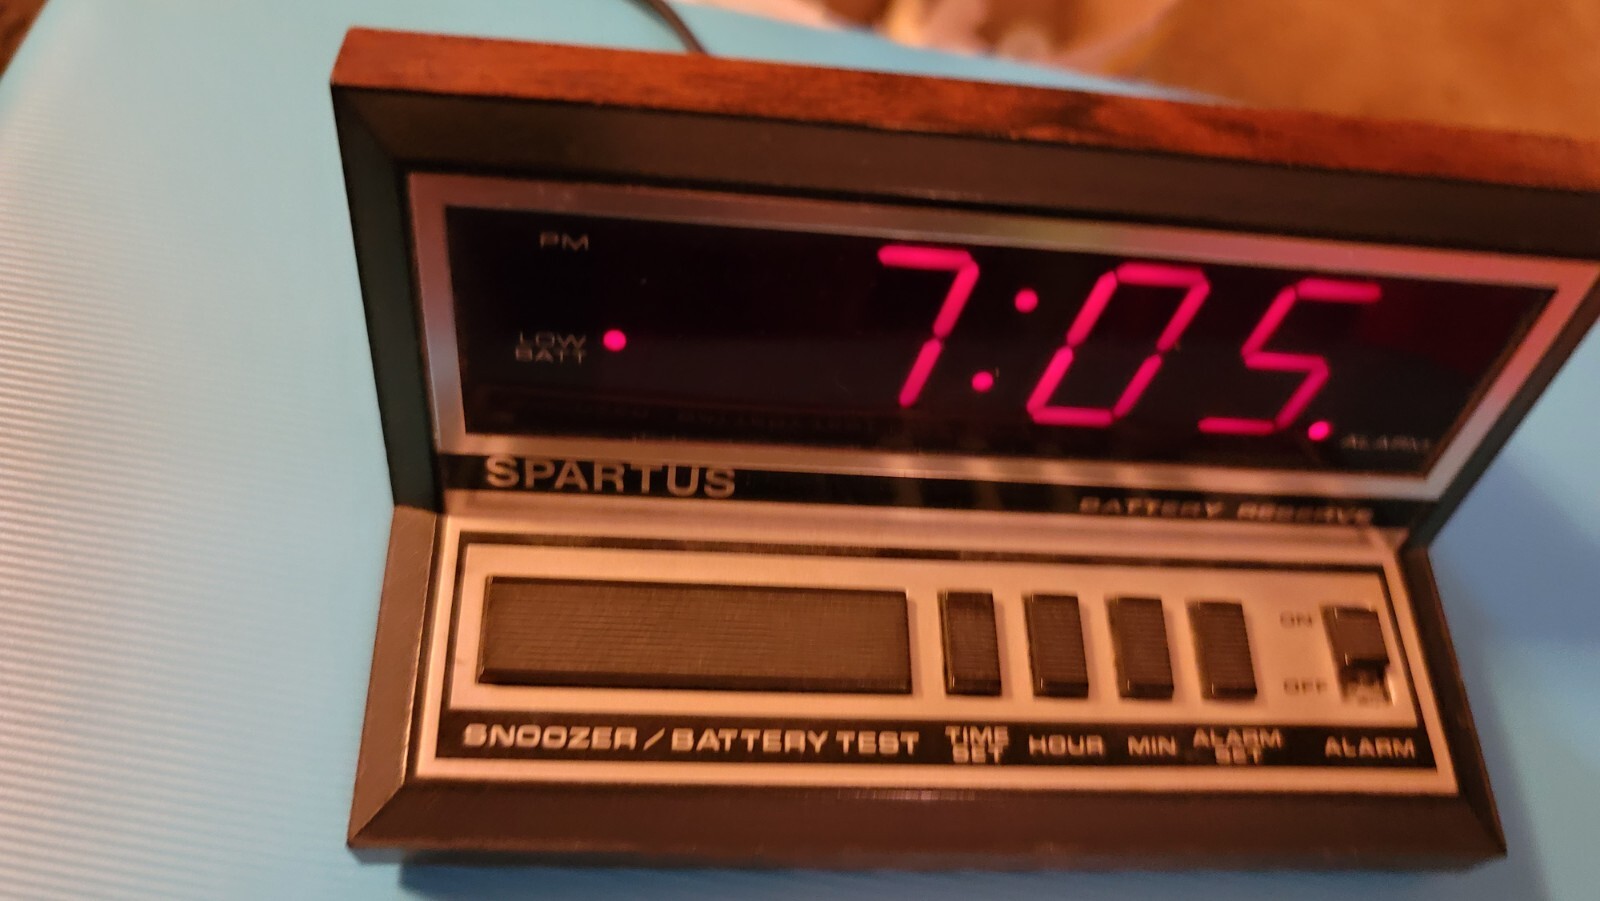 PM
7:05
LOW
BATT
ALARM
SPARTUS
BATTERY RESERVE
ON
OFF
SNOOZER / BATTERY TEST
TIME
SET
HOUR
MIN
ALARM
SET
ALARM